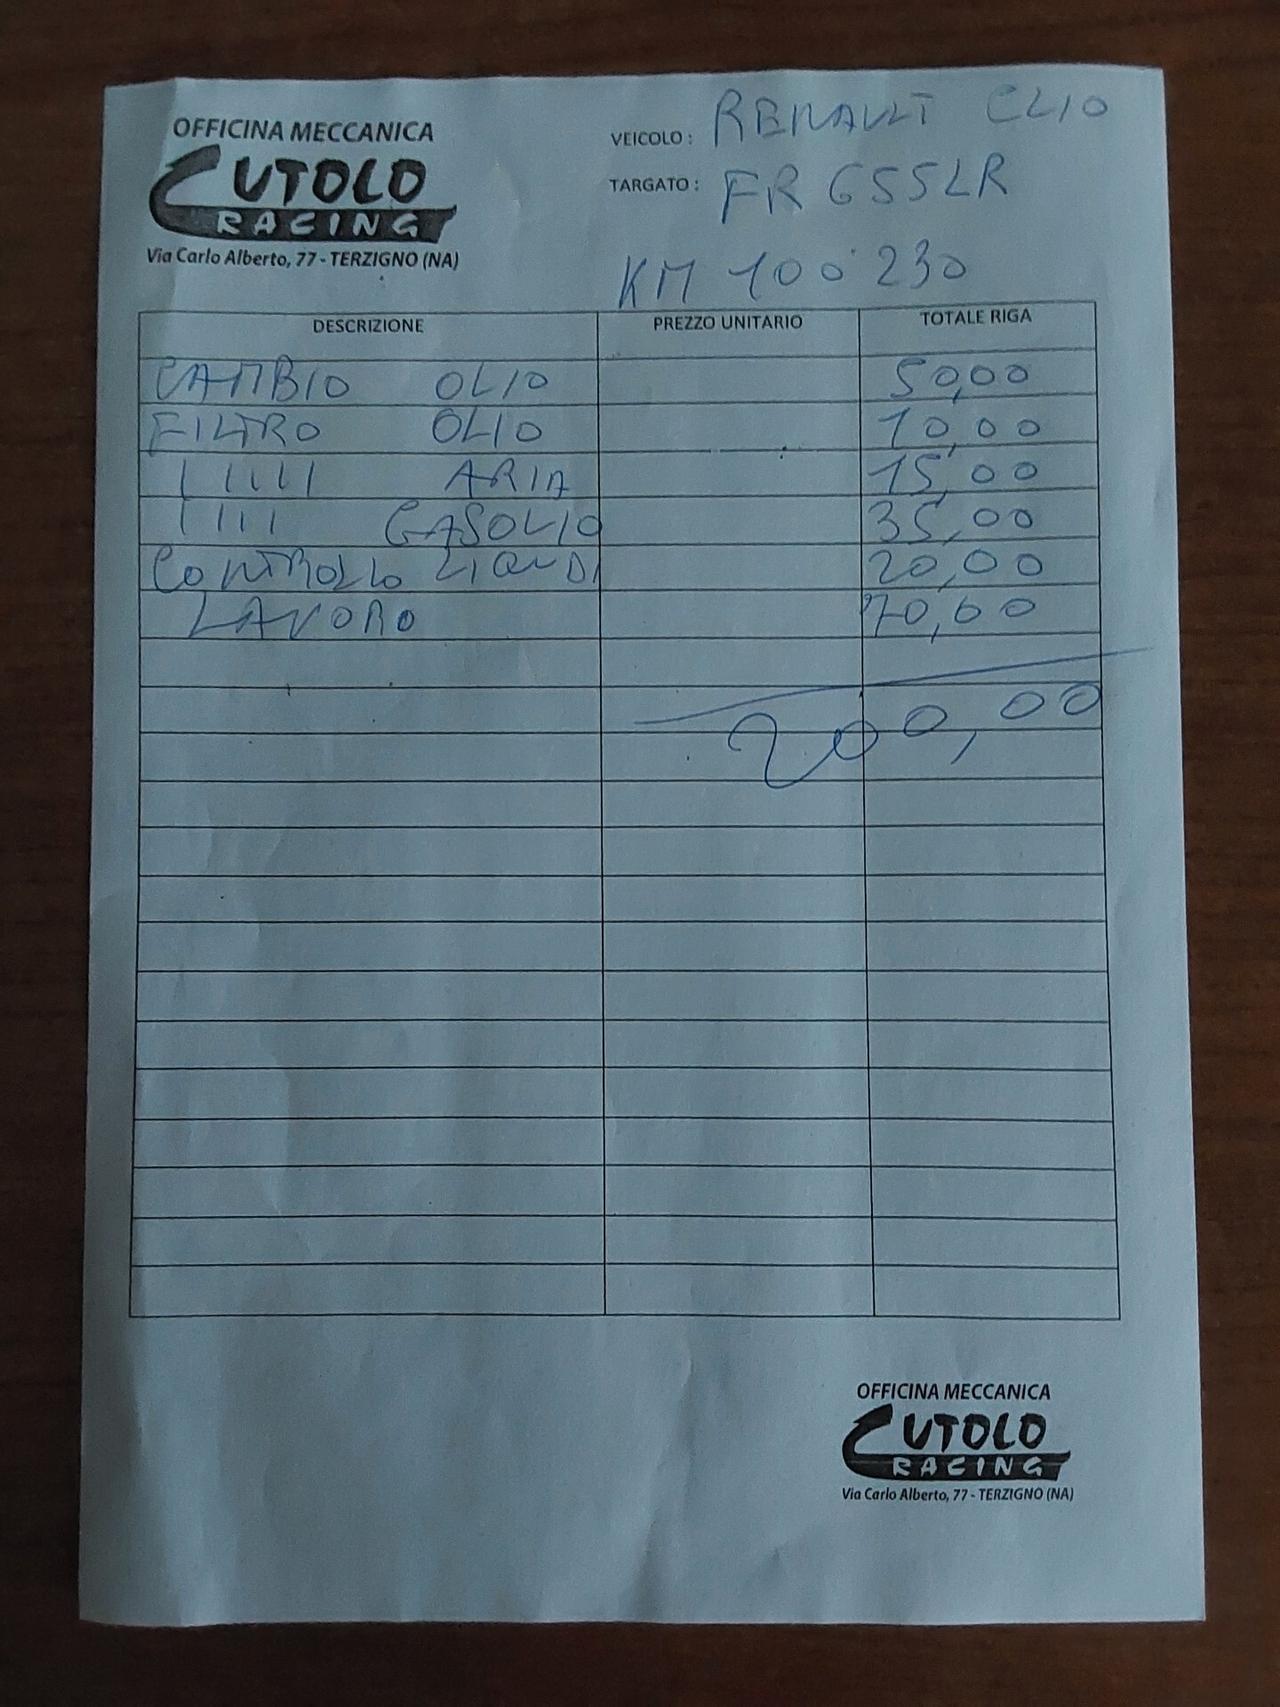 OFFICINA MECCANICA
CUTOLO
RACING
Via Carlo Alberto, 77 - TERZIGNO (NA)
VEICOLO : RENAULT CLIO
TARGATO : FR 655LR
KM 100'230
DESCRIZIONE PREZZO UNITARIO TOTALE RIGA
CAMBIO OLIO 50,00
FILTRO OLIO 10,00
IIIIII ARIA 15,00
IIII GASOLIO 35,00
CONTROLLO LIQUIDI 20,00
LAVORO 70,00
200,00
OFFICINA MECCANICA
CUTOLO
RACING
Via Carlo Alberto, 77 - TERZIGNO (NA)